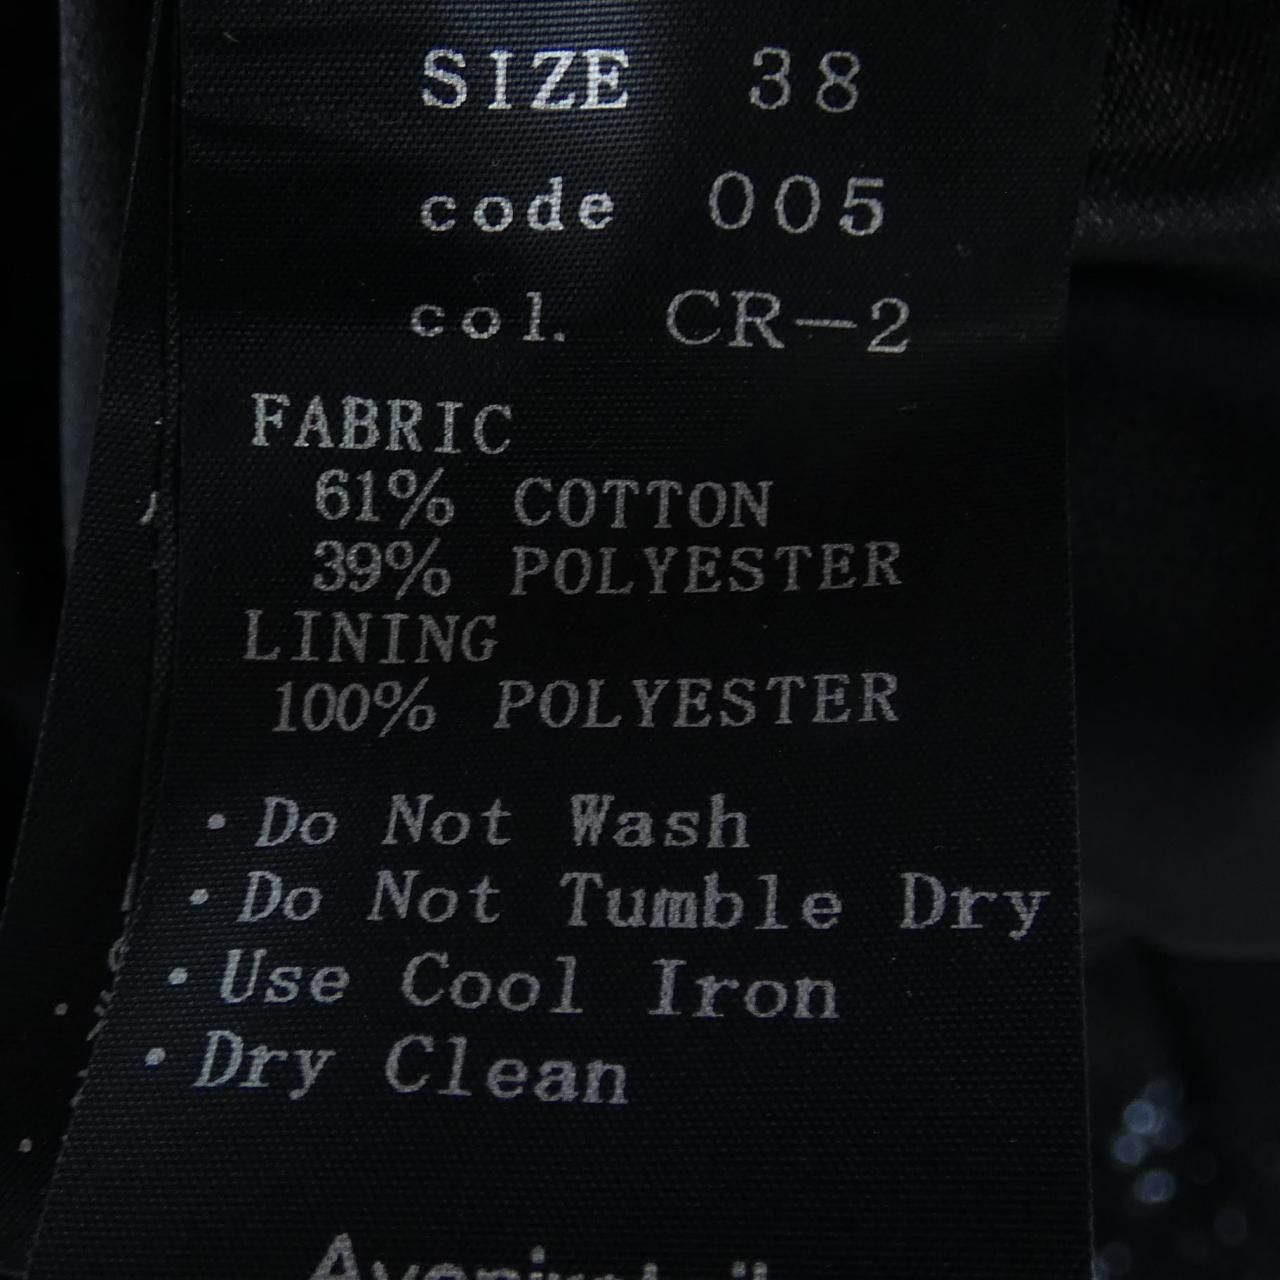 SIZE 38
code 005
col. CR-2
FABRIC
61% COTTON
39% POLYESTER
LINING
100% POLYESTER
・Do Not Wash
・Do Not Tumble Dry
・Use Cool Iron
・Dry Clean